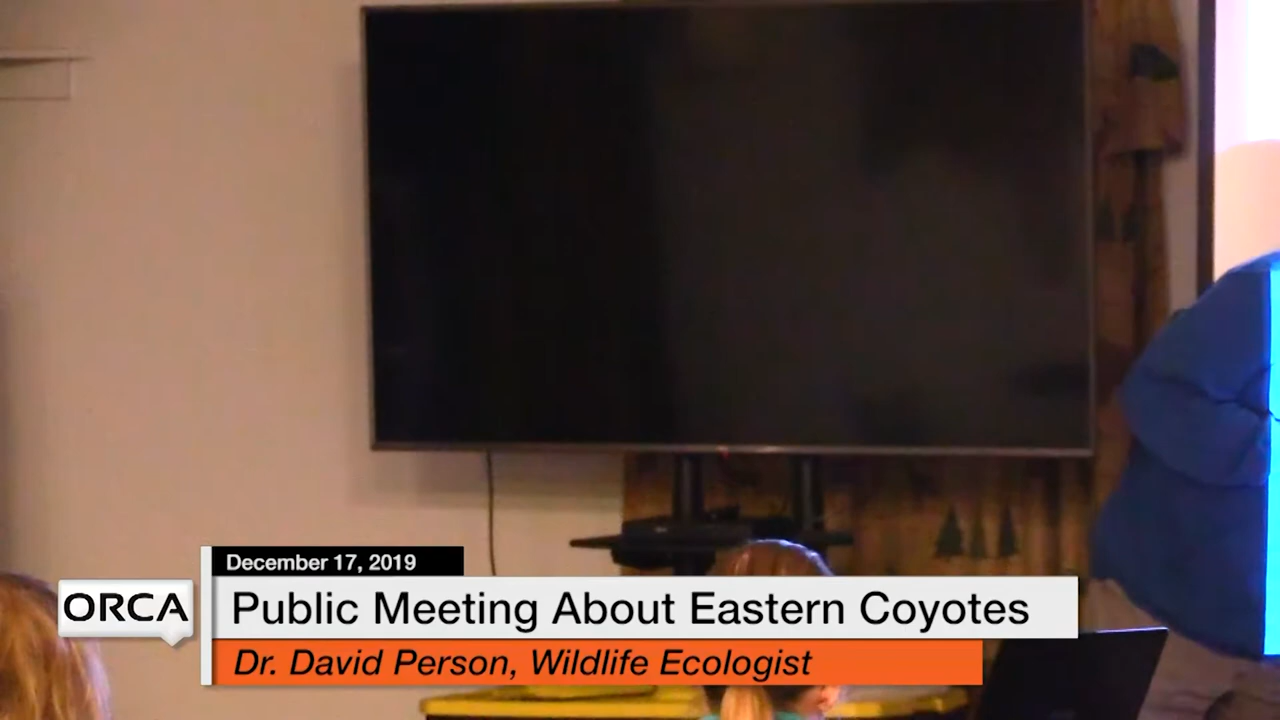 December 17, 2019
ORCA
Public Meeting About Eastern Coyotes
Dr. David Person, Wildlife Ecologist